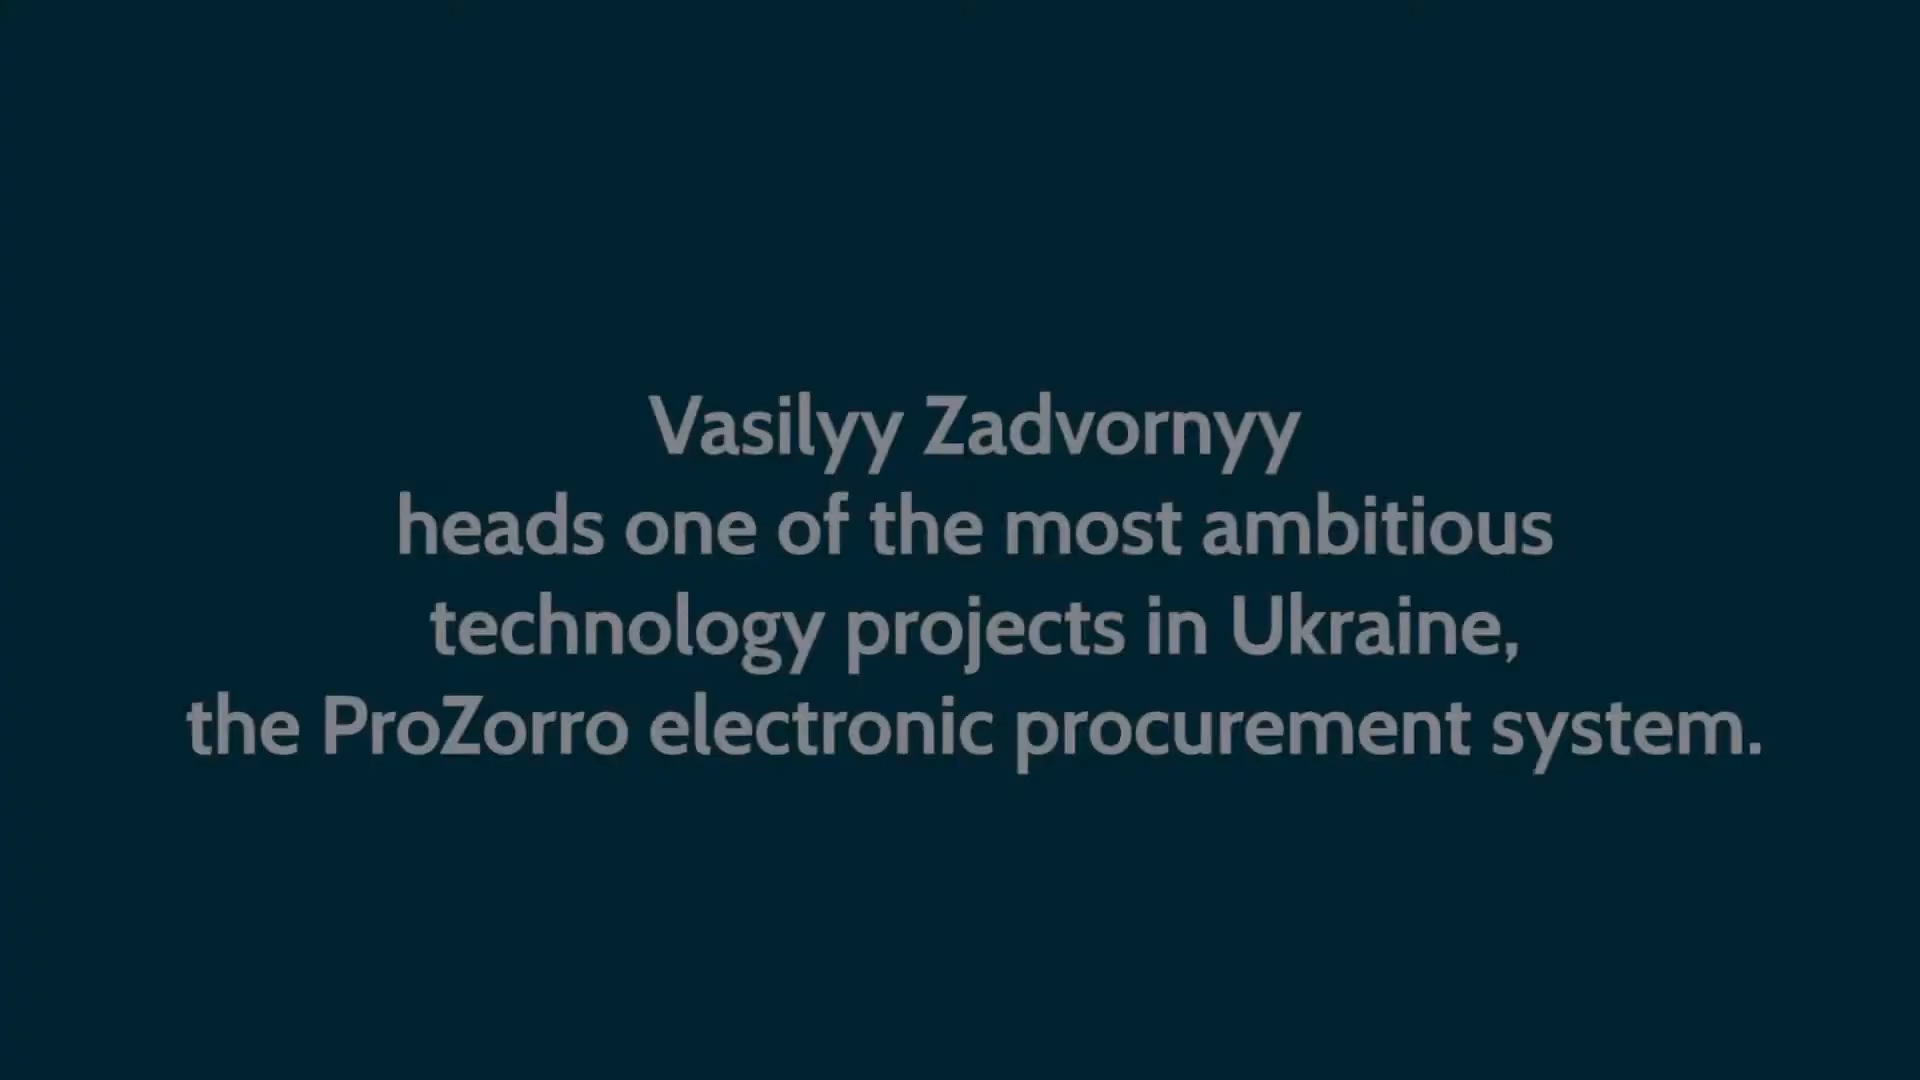 Vasilyy Zadvornyy
heads one of the most ambitious
technology projects in Ukraine,
the ProZorro electronic procurement system.